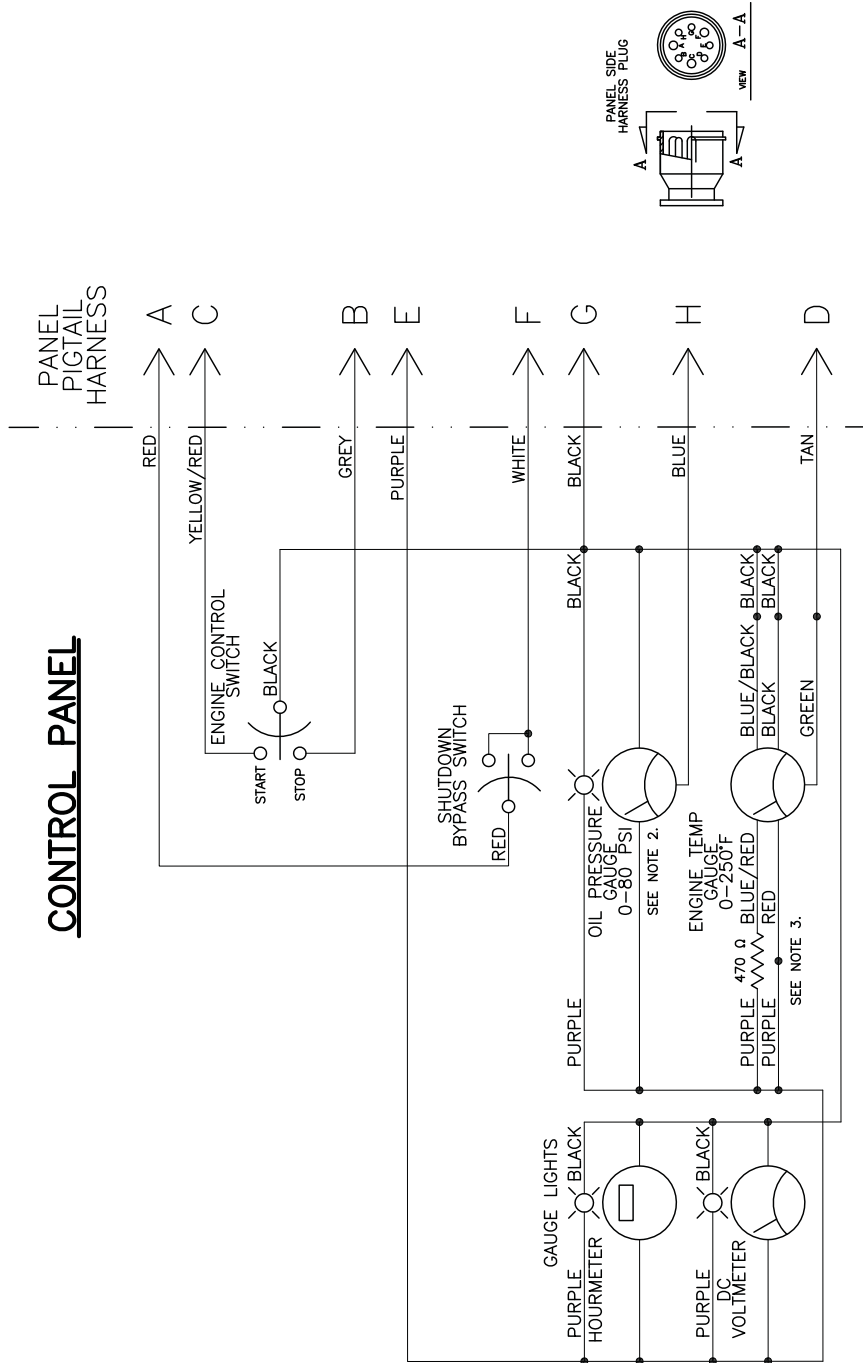 CONTROL PANEL
PANEL
PIGTAIL
HARNESS
A
C
B
E
F
G
H
D
RED
YELLOW/RED
GREY
PURPLE
WHITE
BLACK
BLUE
TAN
ENGINE CONTROL
SWITCH
START
STOP
BLACK
SHUTDOWN
BYPASS SWITCH
RED
BLACK
OIL PRESSURE
GAUGE
0-80 PSI
SEE NOTE 2.
PURPLE
ENGINE TEMP
GAUGE
0-250°F
BLUE/BLACK
BLACK
BLACK
BLACK
GREEN
BLUE/RED
RED
470 Ω
PURPLE
PURPLE
SEE NOTE 3.
GAUGE LIGHTS
PURPLE
BLACK
HOURMETER
PURPLE
BLACK
DC
VOLTMETER
PANEL SIDE
HARNESS PLUG
A
A
VIEW A-A
B
A
H
C
G
D
E
F